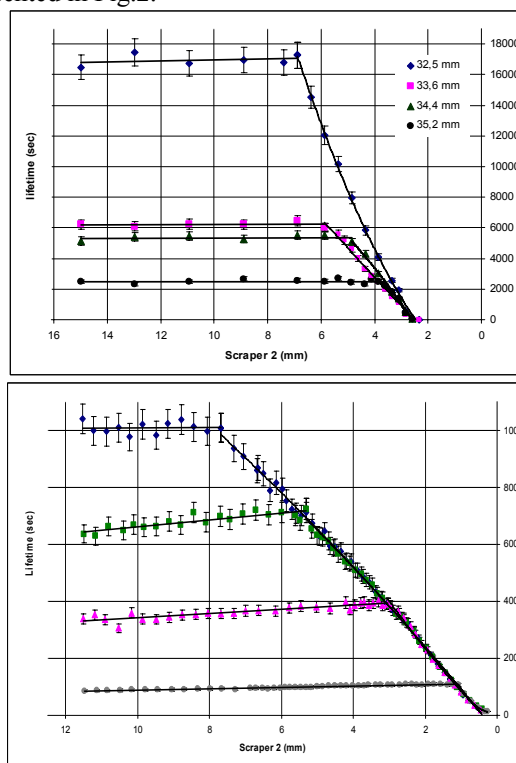 ented in Fig.2.
18000
16000
14000
12000
10000
8000
6000
4000
2000
0
32,5 mm
33,6 mm
34,4 mm
35,2 mm
lifetime (sec)
16 14 12 10 8 6 4 2 0
Scraper 2 (mm)
100
800
600
400
200
0
Lifetime (sec)
12 10 8 6 4 2 0
Scraper 2 (mm)